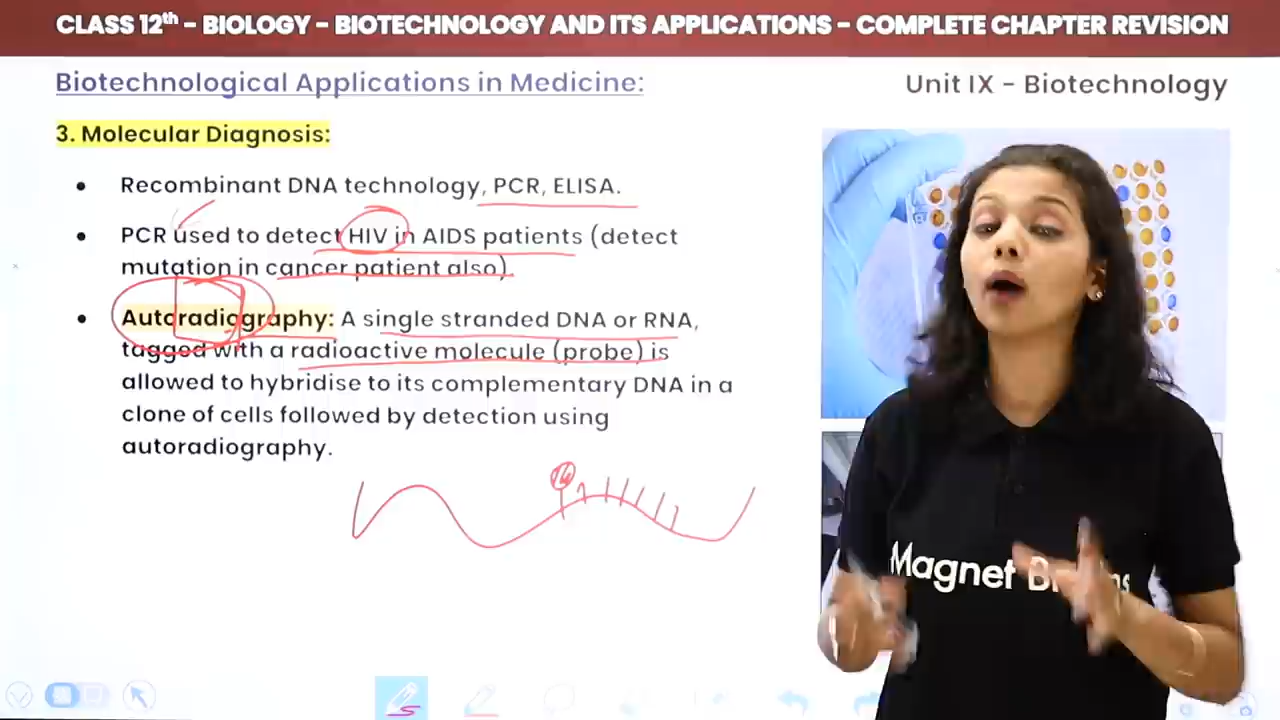 CLASS 12th – BIOLOGY – BIOTECHNOLOGY AND ITS APPLICATIONS – COMPLETE CHAPTER REVISION
Biotechnological Applications in Medicine:
Unit IX – Biotechnology
3. Molecular Diagnosis:
• Recombinant DNA technology, PCR, ELISA.
• PCR used to detect HIV in AIDS patients (detect
mutation in cancer patient also).
• Autoradiography: A single stranded DNA or RNA,
tagged with a radioactive molecule (probe) is
allowed to hybridise to its complementary DNA in a
clone of cells followed by detection using
autoradiography.
Magnet Brains